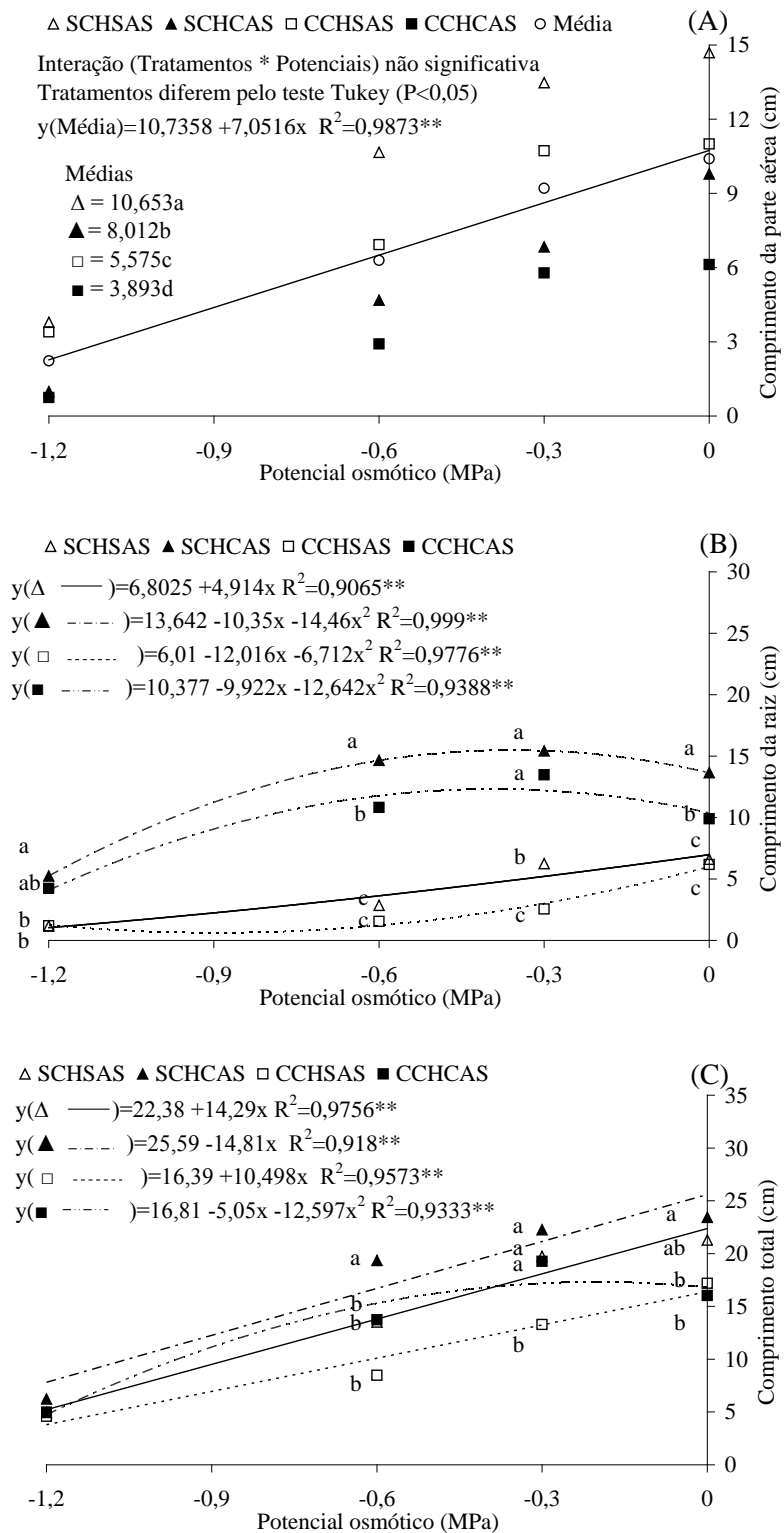 △ SCHSAS ▲ SCHCAS □ CCHSAS ■ CCHCAS ○ Média
(A)
Interação (Tratamentos * Potenciais) não significativa
Tratamentos diferem pelo teste Tukey (P<0,05)
y(Média)=10,7358 +7,0516x R²=0,9873**
Médias
Δ = 10,653a
▲= 8,012b
□ = 5,575c
■ = 3,893d
15
12
9
6
3
0
Comprimento da parte aérea (cm)
-1,2 -0,9 -0,6 -0,3 0
Potencial osmótico (MPa)
△ SCHSAS ▲ SCHCAS □ CCHSAS ■ CCHCAS
(B)
y(Δ )=6,8025 +4,914x R²=0,9065**
y(▲ )=13,642 -10,35x -14,46x² R²=0,999**
y( □ )=6,01 -12,016x -6,712x² R²=0,9776**
y(■ )=10,377 -9,922x -12,642x² R²=0,9388**
30
25
20
15
10
5
0
Comprimento da raiz (cm)
a
ab
b
b
a
b
c
c
a
a
b
c
a
b
c
c
-1,2 -0,9 -0,6 -0,3 0
Potencial osmótico (MPa)
△ SCHSAS ▲ SCHCAS □ CCHSAS ■ CCHCAS
(C)
y(Δ )=22,38 +14,29x R²=0,9756**
y(▲ )=25,59 -14,81x R²=0,918**
y( □ )=16,39 +10,498x R²=0,9573**
y(■ )=16,81 -5,05x -12,597x² R²=0,9333**
35
30
25
20
15
10
5
0
Comprimento total (cm)
a
b
b
b
a
a
a
b
a
ab
b
b
-1,2 -0,9 -0,6 -0,3 0
Potencial osmótico (MPa)